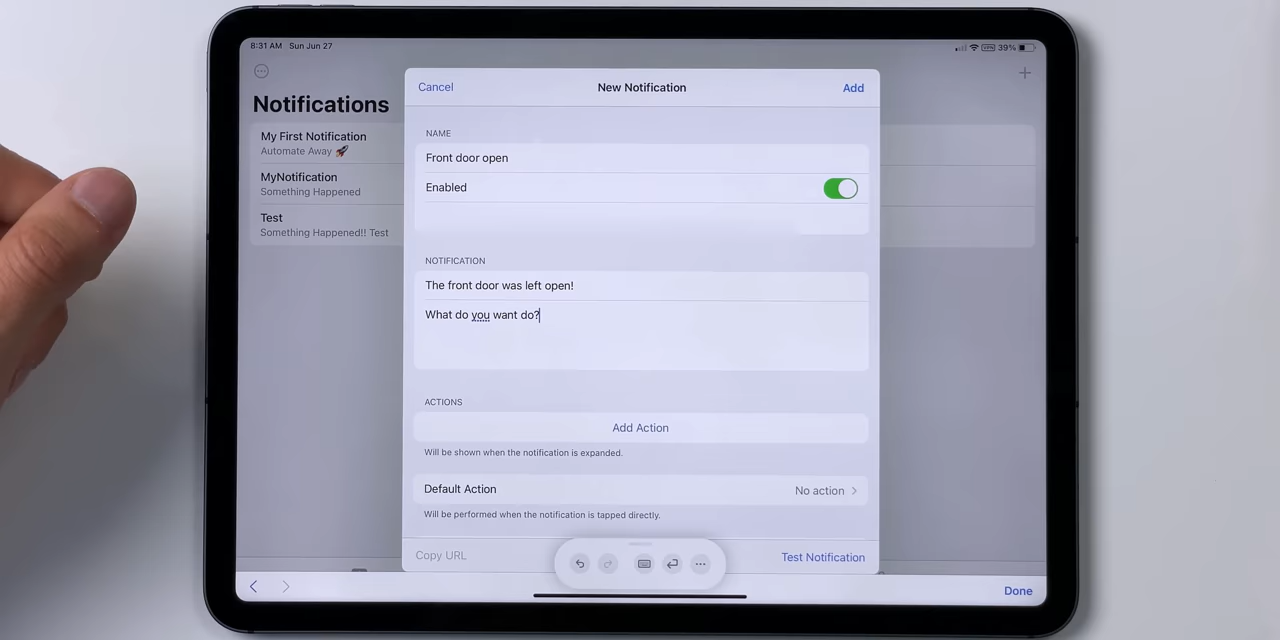 8:31 AM Sun Jun 27
VPN 39%
Notifications
My First Notification
Automate Away 🚀
MyNotification
Something Happened
Test
Something Happened!! Test
Cancel
New Notification
Add
NAME
Front door open
Enabled
NOTIFICATION
The front door was left open!
What do you want do?
ACTIONS
Add Action
Will be shown when the notification is expanded.
Default Action
No action
Will be performed when the notification is tapped directly.
Copy URL
Test Notification
Done